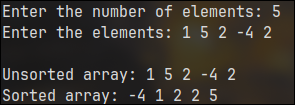 Enter the number of elements: 5
Enter the elements: 1 5 2 -4 2
Unsorted array: 1 5 2 -4 2
Sorted array: -4 1 2 2 5